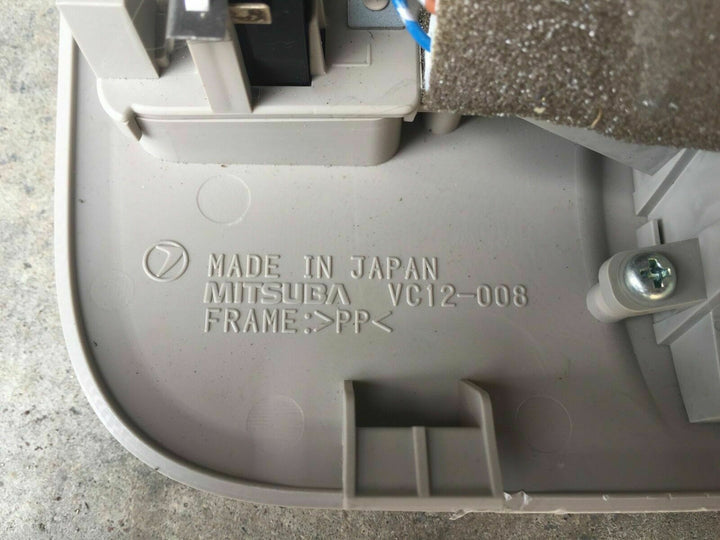 MADE IN JAPAN
MITSUBA VC12-008
FRAME:>PP<